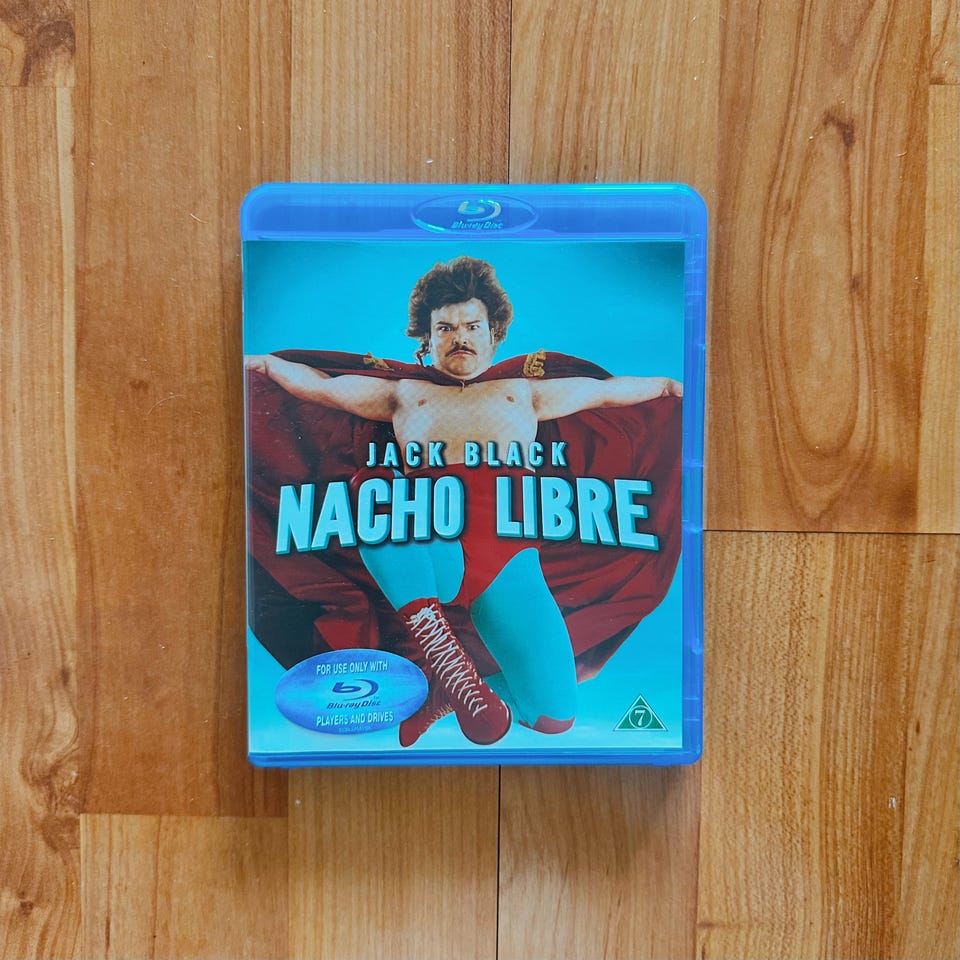 Blu-ray Disc
JACK BLACK
NACHO LIBRE
FOR USE ONLY WITH
Blu-ray Disc
PLAYERS AND DRIVES
7